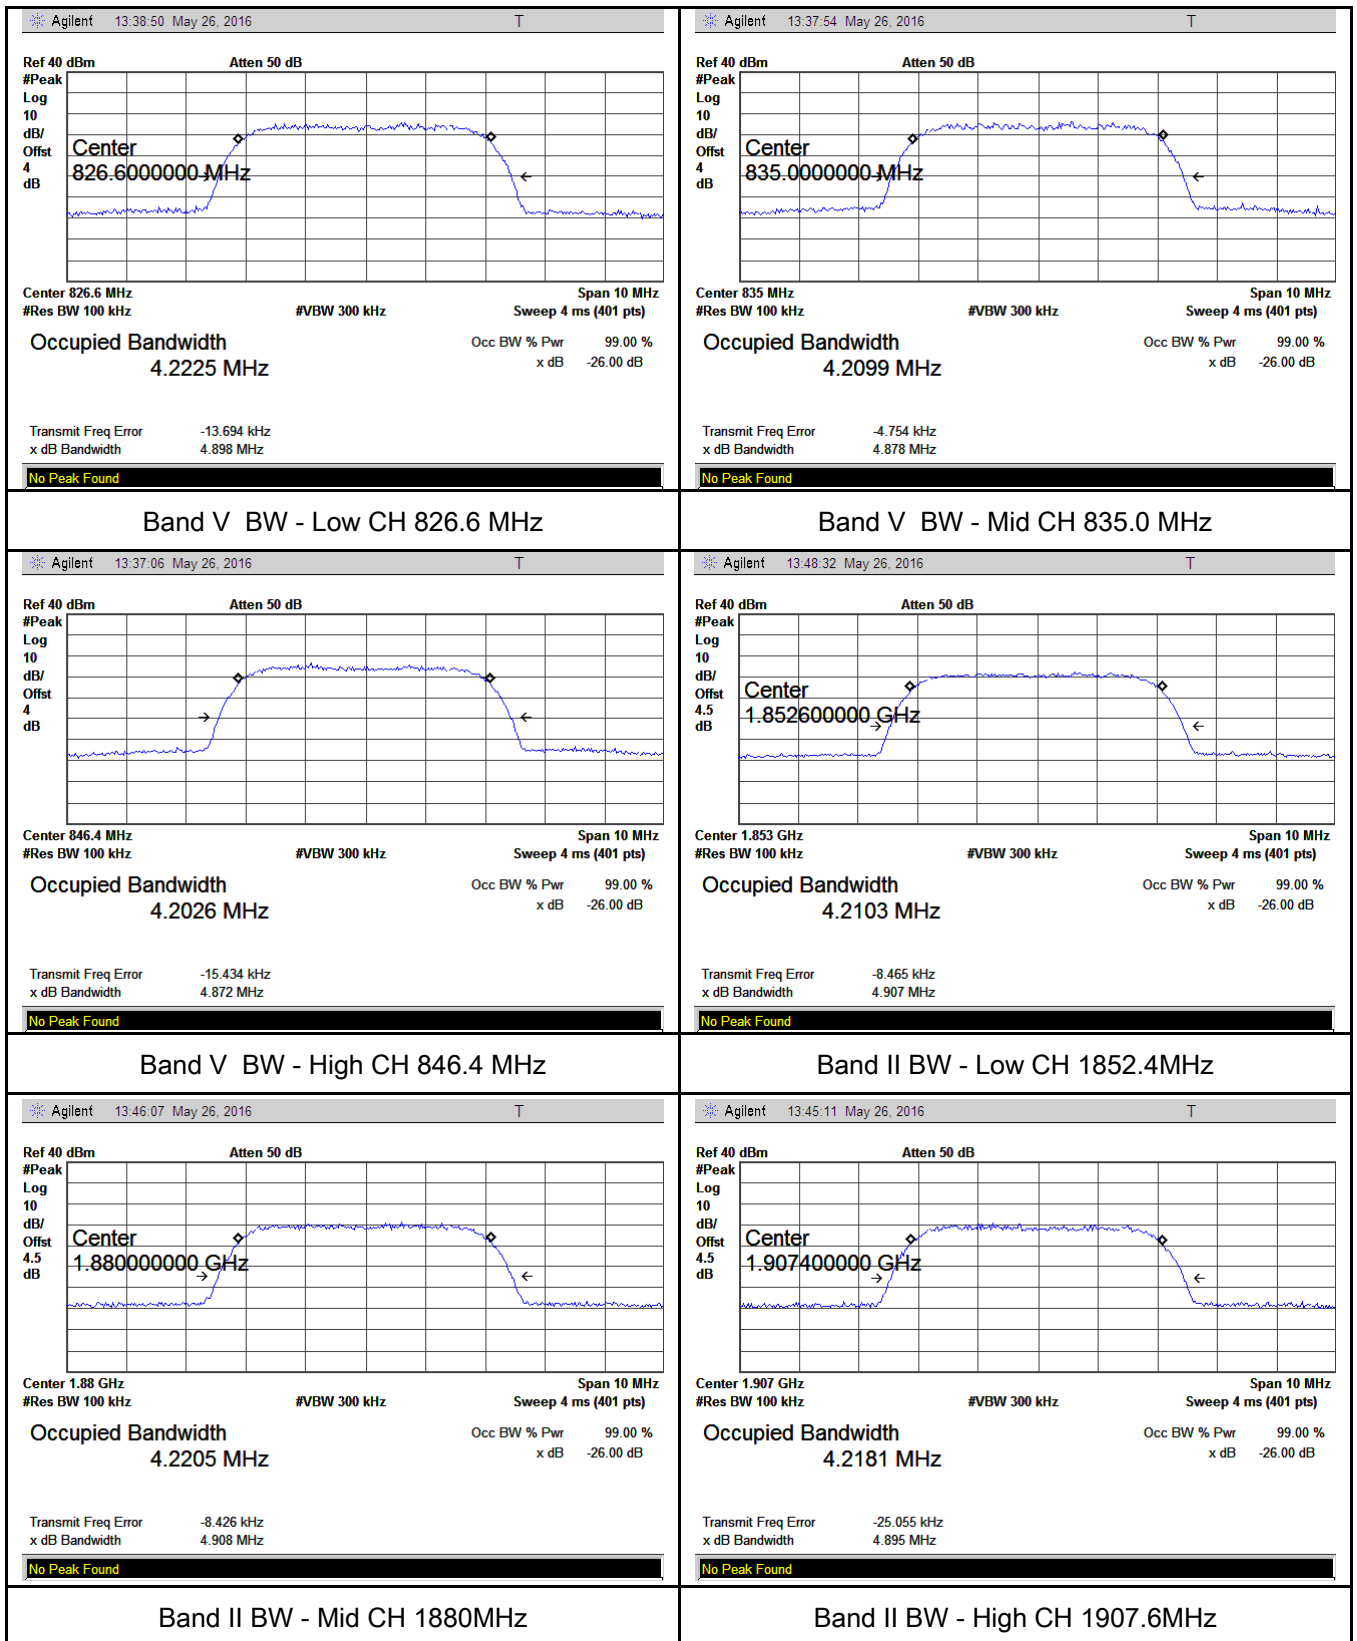 Agilent 13:38:50 May 26, 2016 T
Ref 40 dBm Atten 50 dB
#Peak
Log
10
dB/
Offst
4
dB
Center
826.6000000 MHz
Center 826.6 MHz Span 10 MHz
#Res BW 100 kHz #VBW 300 kHz Sweep 4 ms (401 pts)
Occupied Bandwidth Occ BW % Pwr 99.00 %
4.2225 MHz x dB -26.00 dB
Transmit Freq Error -13.694 kHz
x dB Bandwidth 4.898 MHz
No Peak Found
Band V BW - Low CH 826.6 MHz
Agilent 13:37:54 May 26, 2016 T
Ref 40 dBm Atten 50 dB
#Peak
Log
10
dB/
Offst
4
dB
Center
835.0000000 MHz
Center 835 MHz Span 10 MHz
#Res BW 100 kHz #VBW 300 kHz Sweep 4 ms (401 pts)
Occupied Bandwidth Occ BW % Pwr 99.00 %
4.2099 MHz x dB -26.00 dB
Transmit Freq Error -4.754 kHz
x dB Bandwidth 4.878 MHz
No Peak Found
Band V BW - Mid CH 835.0 MHz
Agilent 13:37:06 May 26, 2016 T
Ref 40 dBm Atten 50 dB
#Peak
Log
10
dB/
Offst
4
dB
Center 846.4 MHz Span 10 MHz
#Res BW 100 kHz #VBW 300 kHz Sweep 4 ms (401 pts)
Occupied Bandwidth Occ BW % Pwr 99.00 %
4.2026 MHz x dB -26.00 dB
Transmit Freq Error -15.434 kHz
x dB Bandwidth 4.872 MHz
No Peak Found
Band V BW - High CH 846.4 MHz
Agilent 13:48:32 May 26, 2016 T
Ref 40 dBm Atten 50 dB
#Peak
Log
10
dB/
Offst
4.5
dB
Center
1.852600000 GHz
Center 1.853 GHz Span 10 MHz
#Res BW 100 kHz #VBW 300 kHz Sweep 4 ms (401 pts)
Occupied Bandwidth Occ BW % Pwr 99.00 %
4.2103 MHz x dB -26.00 dB
Transmit Freq Error -8.465 kHz
x dB Bandwidth 4.907 MHz
No Peak Found
Band II BW - Low CH 1852.4MHz
Agilent 13:46:07 May 26, 2016 T
Ref 40 dBm Atten 50 dB
#Peak
Log
10
dB/
Offst
4.5
dB
Center
1.880000000 GHz
Center 1.88 GHz Span 10 MHz
#Res BW 100 kHz #VBW 300 kHz Sweep 4 ms (401 pts)
Occupied Bandwidth Occ BW % Pwr 99.00 %
4.2205 MHz x dB -26.00 dB
Transmit Freq Error -8.426 kHz
x dB Bandwidth 4.908 MHz
No Peak Found
Band II BW - Mid CH 1880MHz
Agilent 13:45:11 May 26, 2016 T
Ref 40 dBm Atten 50 dB
#Peak
Log
10
dB/
Offst
4.5
dB
Center
1.907400000 GHz
Center 1.907 GHz Span 10 MHz
#Res BW 100 kHz #VBW 300 kHz Sweep 4 ms (401 pts)
Occupied Bandwidth Occ BW % Pwr 99.00 %
4.2181 MHz x dB -26.00 dB
Transmit Freq Error -25.055 kHz
x dB Bandwidth 4.895 MHz
No Peak Found
Band II BW - High CH 1907.6MHz